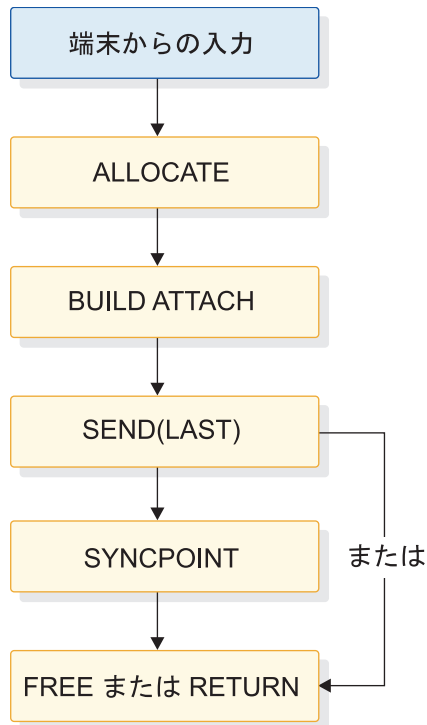 端末からの入力
ALLOCATE
BUILD ATTACH
SEND(LAST)
SYNCPOINT
または
FREE または RETURN